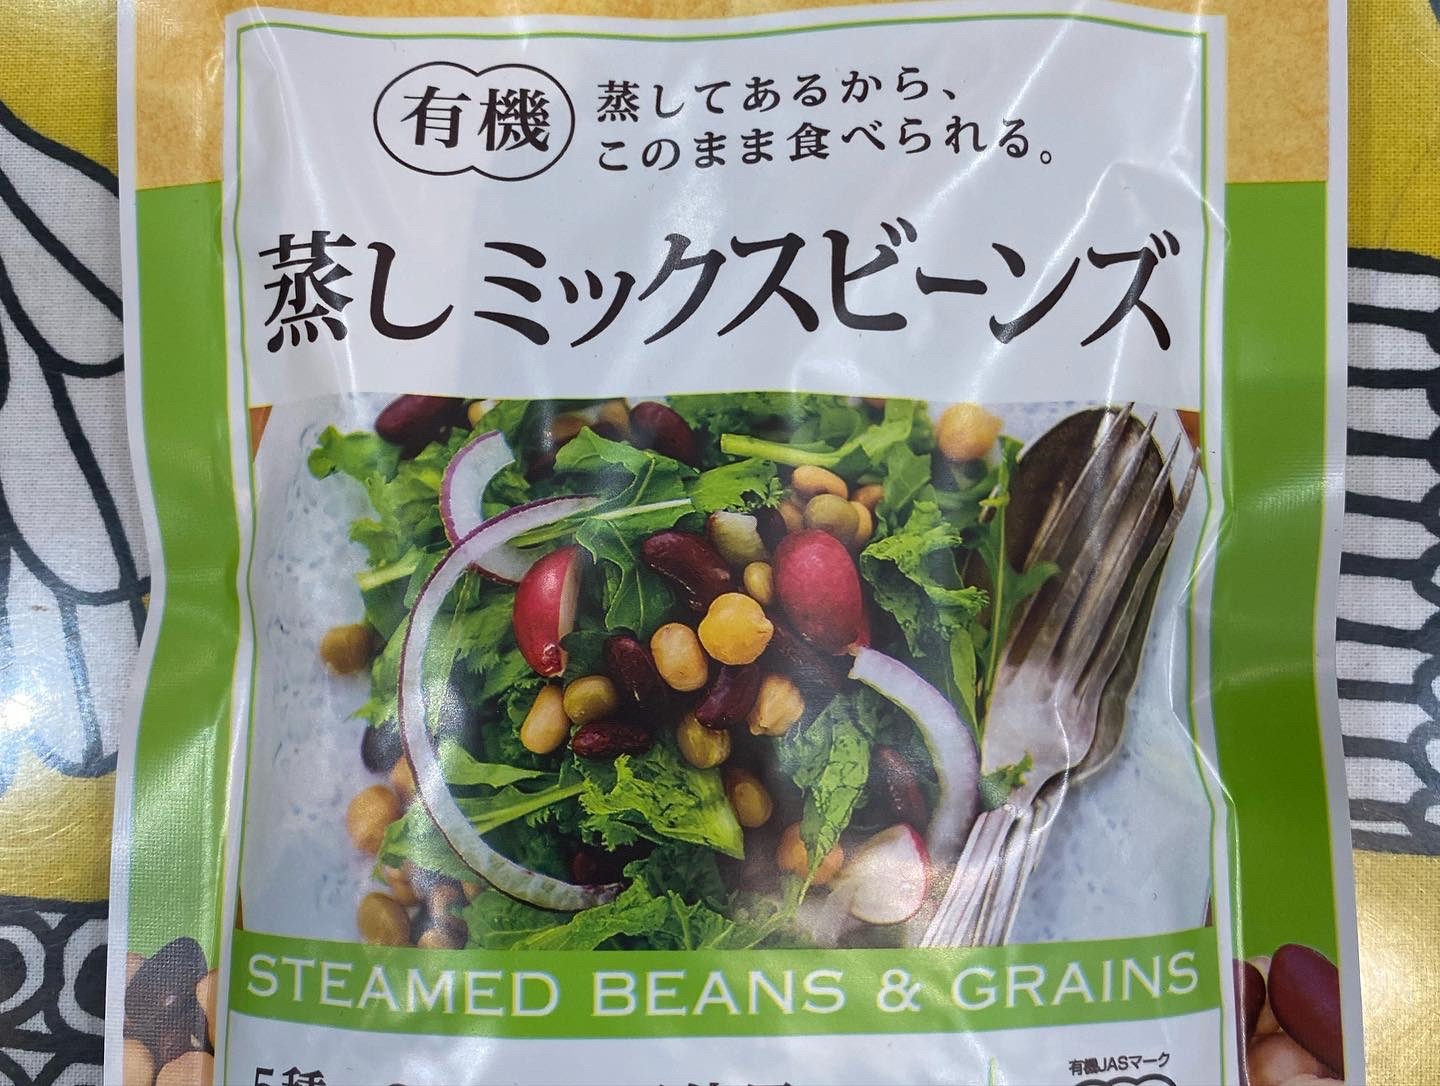 有機
蒸してあるから、
このまま食べられる。
蒸しミックスビーンズ
STEAMED BEANS & GRAINS
5種
有機JASマーク